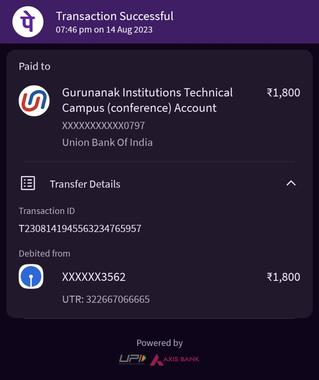 पे
Transaction Successful
07:46 pm on 14 Aug 2023
Paid to
Gurunanak Institutions Technical ₹1,800
Campus (conference) Account
XXXXXXXXXXX0797
Union Bank Of India
Transfer Details
Transaction ID
T2308141945563234765957
Debited from
XXXXXX3562 ₹1,800
UTR: 322667066665
Powered by
UPI AXIS BANK